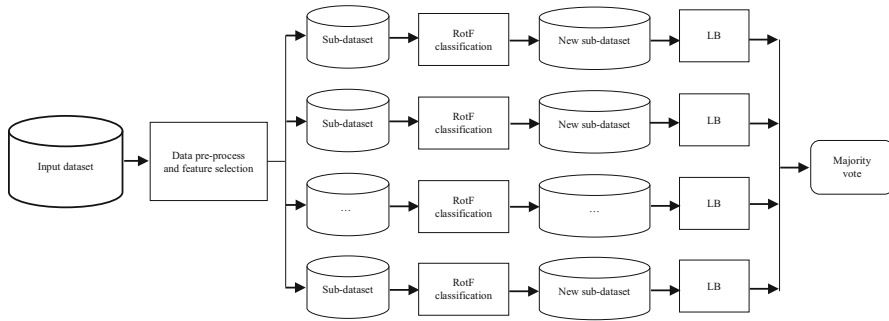 Sub-dataset
RotF
classification
New sub-dataset
LB
Sub-dataset
RotF
classification
New sub-dataset
LB
Input dataset
Data pre-process
and feature selection
Majority
vote
...
RotF
classification
...
LB
Sub-dataset
RotF
classification
New sub-dataset
LB